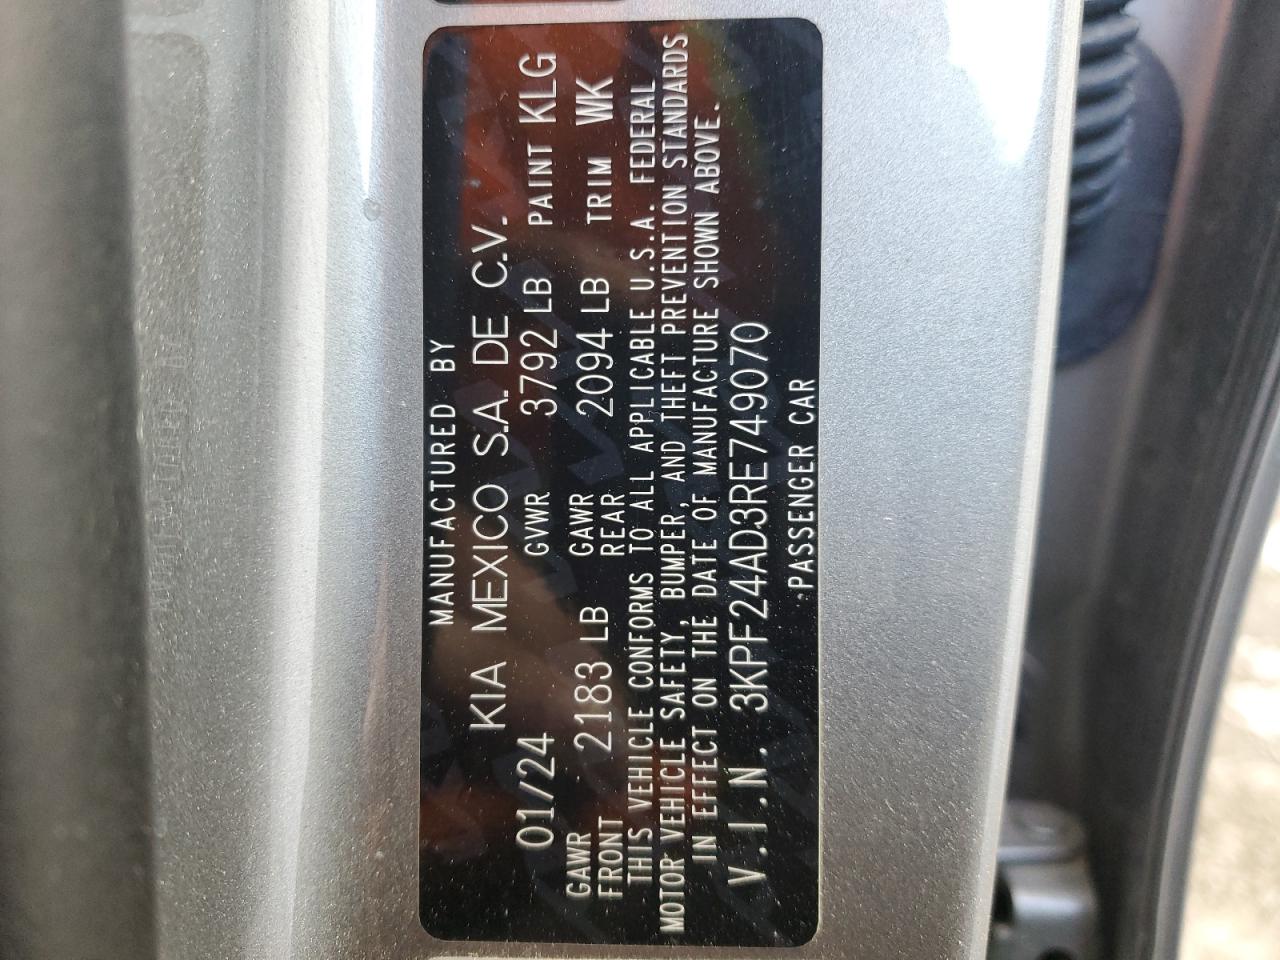 MANUFACTURED BY
KIA MEXICO S.A. DE C.V.
01/24 GVWR 3792 LB PAINT KLG
GAWR FRONT 2183 LB GAWR REAR 2094 LB TRIM WK
THIS VEHICLE CONFORMS TO ALL APPLICABLE U.S.A. FEDERAL
MOTOR VEHICLE SAFETY, BUMPER, AND THEFT PREVENTION STANDARDS
IN EFFECT ON THE DATE OF MANUFACTURE SHOWN ABOVE.
V.I.N. 3KPF24AD3RE749070
PASSENGER CAR